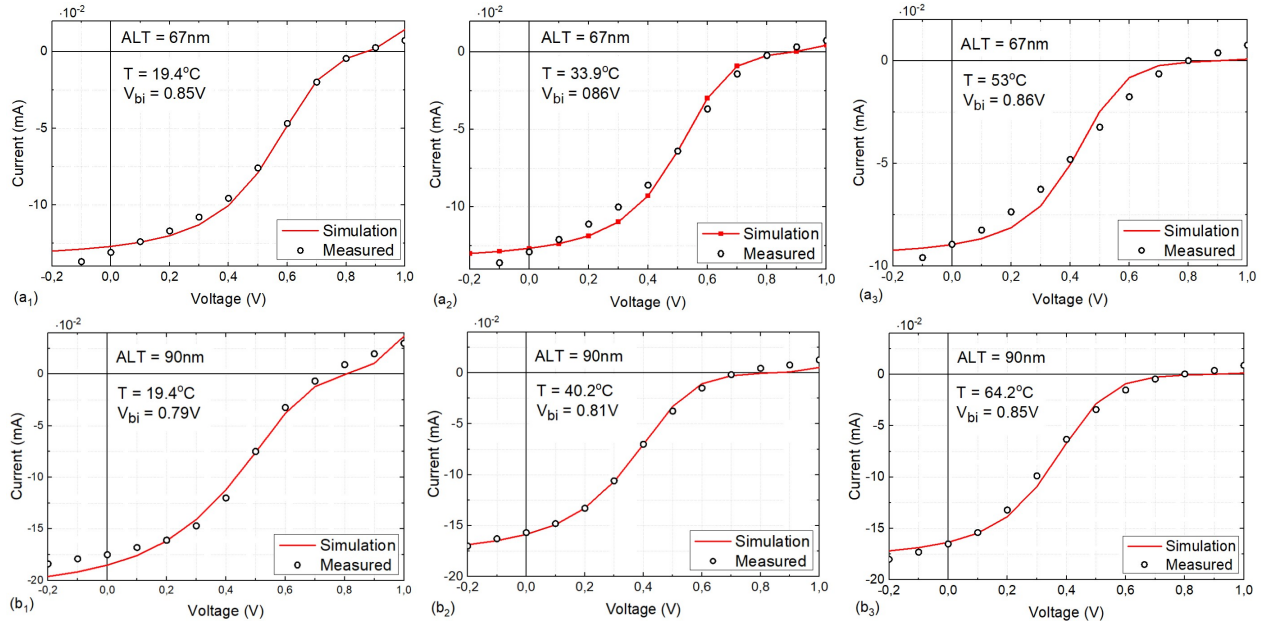 ·10⁻²
ALT = 67nm
T = 19.4°C
V_bi = 0.85V
0
-5
-10
Current (mA)
Simulation
Measured
-0,2 0,0 0,2 0,4 0,6 0,8 1,0
Voltage (V)
(a₁)
·10⁻²
ALT = 67nm
T = 33.9°C
V_bi = 086V
0
-5
-10
Current (mA)
Simulation
Measured
-0,2 0,0 0,2 0,4 0,6 0,8 1,0
Voltage (V)
(a₂)
·10⁻²
ALT = 67nm
T = 53°C
V_bi = 0.86V
0
-5
-10
Current (mA)
Simulation
Measured
-0,2 0,0 0,2 0,4 0,6 0,8 1,0
Voltage (V)
(a₃)
·10⁻²
ALT = 90nm
T = 19.4°C
V_bi = 0.79V
0
-5
-10
-15
-20
Current (mA)
Simulation
Measured
-0,2 0,0 0,2 0,4 0,6 0,8 1,0
Voltage (V)
(b₁)
·10⁻²
ALT = 90nm
T = 40.2°C
V_bi = 0.81V
0
-5
-10
-15
-20
Current (mA)
Simulation
Measured
-0,2 0,0 0,2 0,4 0,6 0,8 1,0
Voltage (V)
(b₂)
·10⁻²
ALT = 90nm
T = 64.2°C
V_bi = 0.85V
0
-5
-10
-15
-20
Current (mA)
Simulation
Measured
-0,2 0,0 0,2 0,4 0,6 0,8 1,0
Voltage (V)
(b₃)